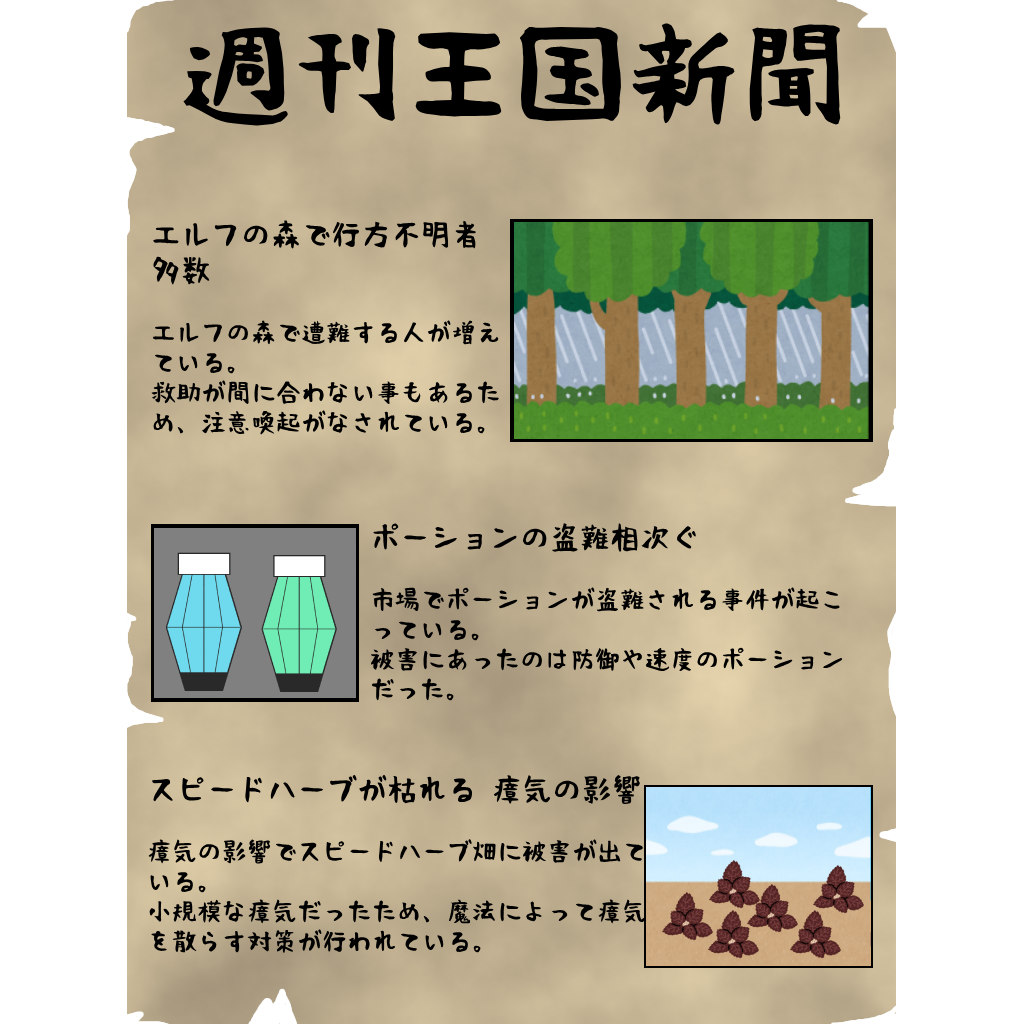 週刊王国新聞
エルフの森で行方不明者
多数
エルフの森で遭難する人が増え
ている。
救助が間に合わない事もあるた
め、注意喚起がなされている。
ポーションの盗難相次ぐ
市場でポーションが盗難される事件が起こ
っている。
被害にあったのは防御や速度のポーション
だった。
スピードハーブが枯れる 瘴気の影響
瘴気の影響でスピードハーブ畑に被害が出て
いる。
小規模な瘴気だったため、魔法によって瘴気
を散らす対策が行われている。